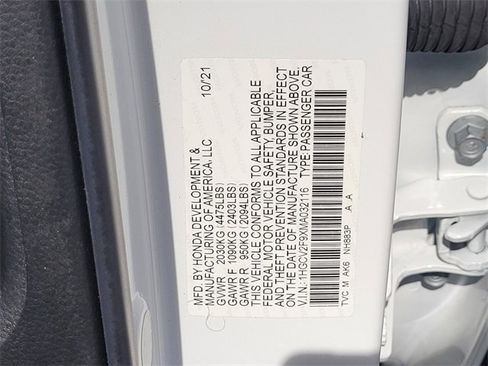 MFD. BY HONDA DEVELOPMENT & 10/21
MANUFACTURING OF AMERICA, LLC
GVWR 2030KG (4475LBS)
GAWR F 1090KG (2403LBS)
GAWR R 950KG (2094LBS)
THIS VEHICLE CONFORMS TO ALL APPLICABLE
FEDERAL MOTOR VEHICLE SAFETY, BUMPER,
AND THEFT PREVENTION STANDARDS IN EFFECT
ON THE DATE OF MANUFACTURE SHOWN ABOVE.
V.I.N: 1HGCV2F9XMA032116 TYPE:PASSENGER CAR
TVC M AK6 NH883P A A